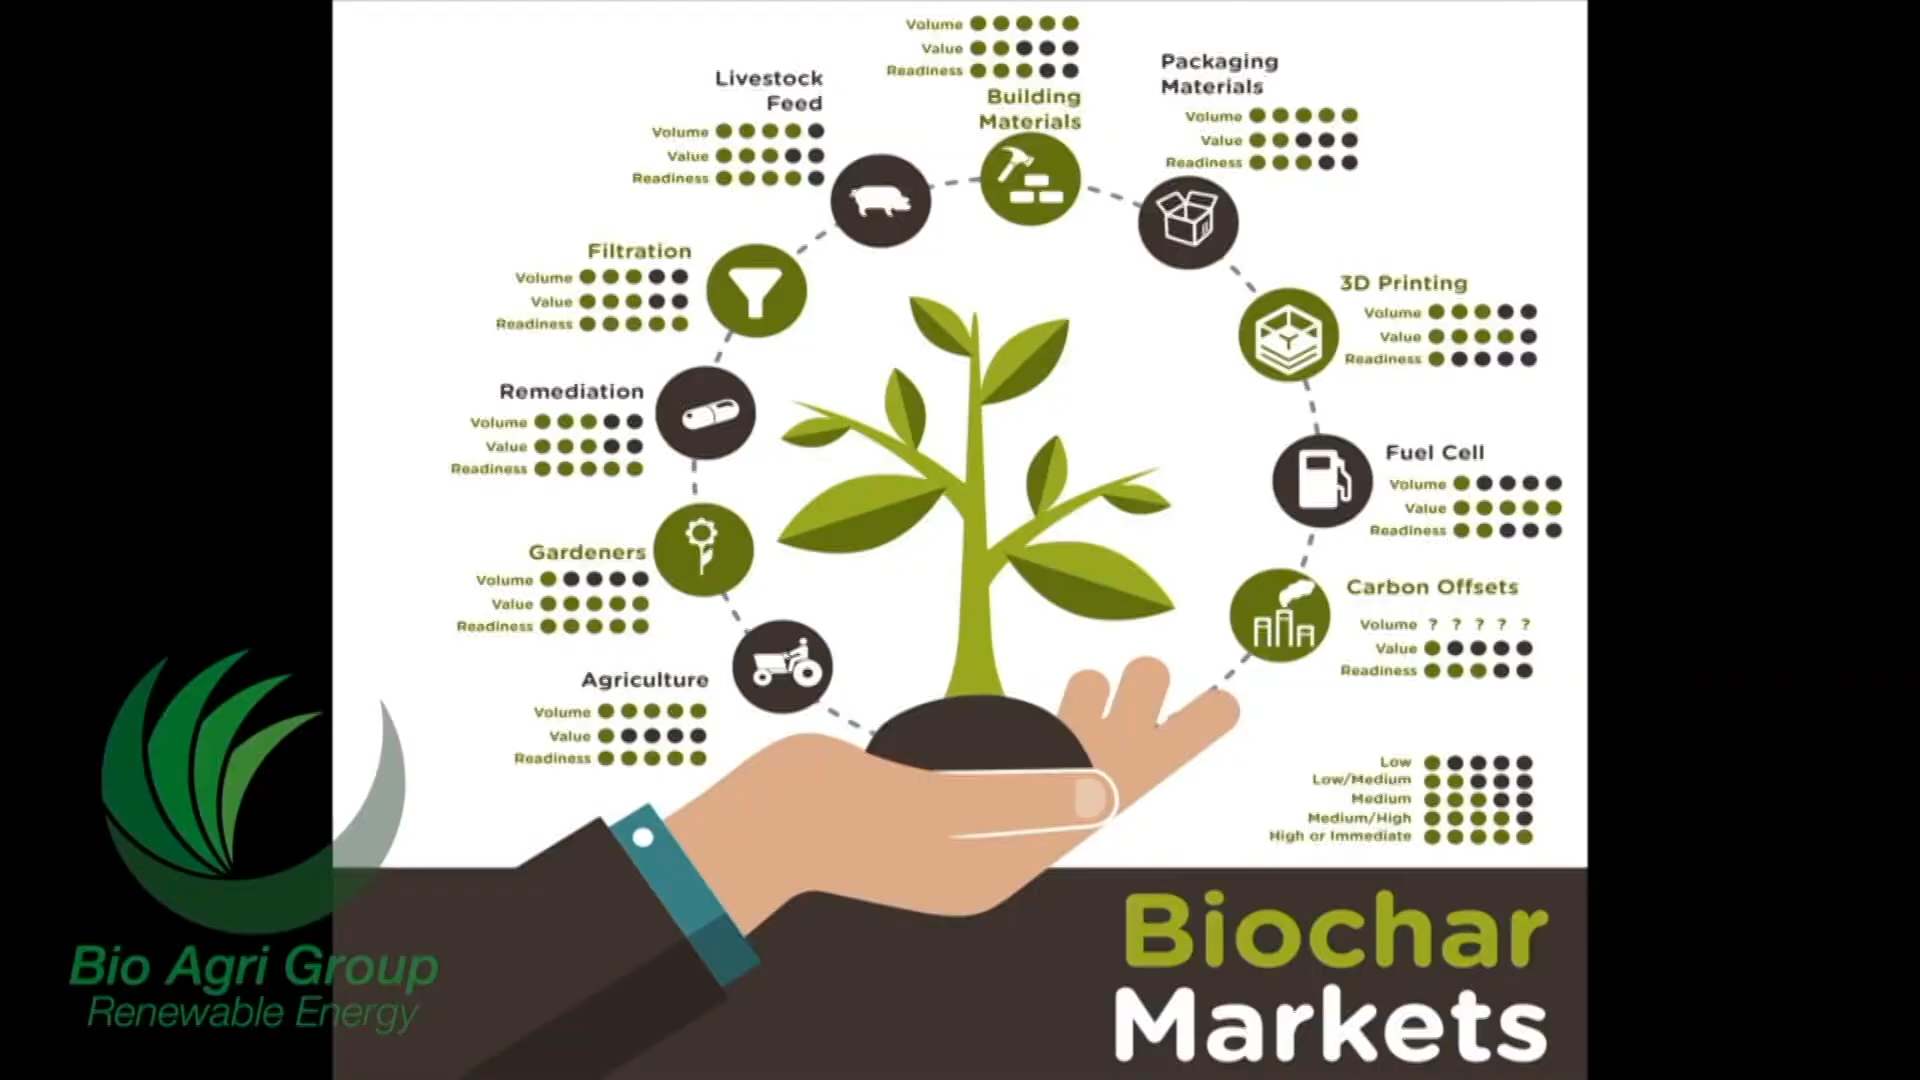 Volume
Value
Readiness
Building
Materials
Livestock
Feed
Volume
Value
Readiness
Packaging
Materials
Volume
Value
Readiness
Filtration
Volume
Value
Readiness
3D Printing
Volume
Value
Readiness
Remediation
Volume
Value
Readiness
Fuel Cell
Volume
Value
Readiness
Gardeners
Volume
Value
Readiness
Carbon Offsets
Volume ? ? ? ? ?
Value
Readiness
Agriculture
Volume
Value
Readiness
Low
Low/Medium
Medium
Medium/High
High or Immediate
Biochar
Markets
Bio Agri Group
Renewable Energy